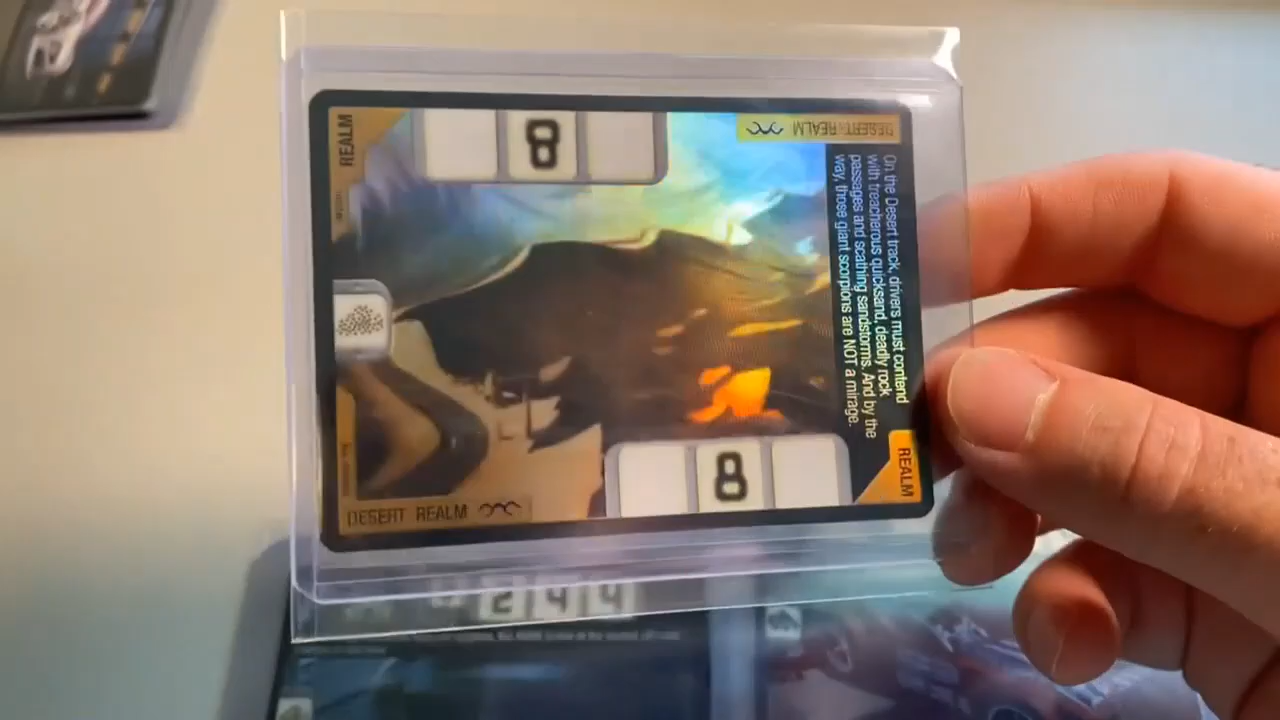 REALM
8
DESERT REALM
On the Desert track, drivers must contend
with treacherous quicksand, deadly rock
passages and scathing sandstorms. And by the
way, those giant scorpions are NOT a mirage.
REALM
8
DESERT REALM
2 4 4